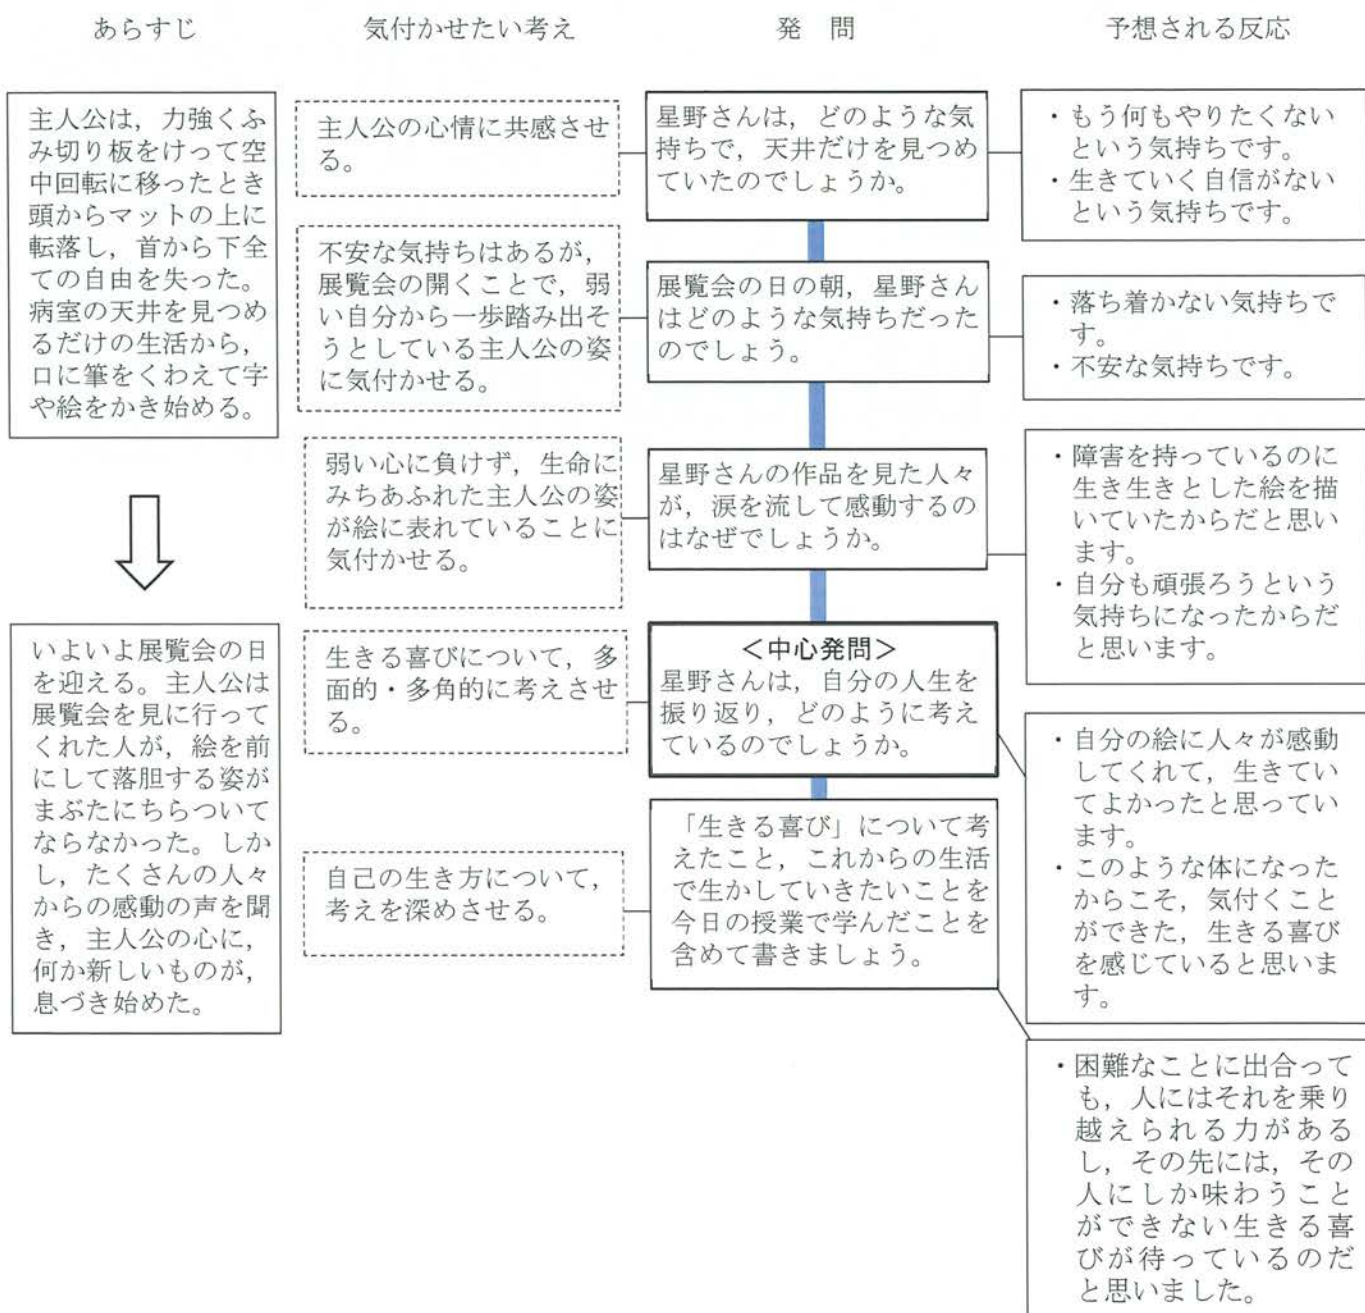 あらすじ
気付かせたい考え
発　問
予想される反応
主人公は，力強くふ
み切り板をけって空
中回転に移ったとき
頭からマットの上に
転落し，首から下全
ての自由を失った。
病室の天井を見つめ
るだけの生活から，
口に筆をくわえて字
や絵をかき始める。
いよいよ展覧会の日
を迎える。主人公は
展覧会を見に行って
くれた人が，絵を前
にして落胆する姿が
まぶたにちらついて
ならなかった。しか
し，たくさんの人々
からの感動の声を聞
き，主人公の心に，
何か新しいものが，
息づき始めた。
主人公の心情に共感させ
る。
不安な気持ちはあるが，
展覧会の開くことで，弱
い自分から一歩踏み出そ
うとしている主人公の姿
に気付かせる。
弱い心に負けず，生命に
みちあふれた主人公の姿
が絵に表れていることに
気付かせる。
生きる喜びについて，多
面的・多角的に考えさせ
る。
自己の生き方について，
考えを深めさせる。
星野さんは，どのような気
持ちで，天井だけを見つめ
ていたのでしょうか。
展覧会の日の朝，星野さん
はどのような気持ちだった
のでしょう。
星野さんの作品を見た人々
が，涙を流して感動するの
はなぜでしょうか。
＜中心発問＞
星野さんは，自分の人生を
振り返り，どのように考え
ているのでしょうか。
「生きる喜び」について考
えたこと，これからの生活
で生かしていきたいことを
今日の授業で学んだことを
含めて書きましょう。
・もう何もやりたくない
という気持ちです。
・生きていく自信がない
という気持ちです。
・落ち着かない気持ちで
す。
・不安な気持ちです。
・障害を持っているのに
生き生きとした絵を描
いていたからだと思い
ます。
・自分も頑張ろうという
気持ちになったからだ
と思います。
・自分の絵に人々が感動
してくれて，生きてい
てよかったと思ってい
ます。
・このような体になった
からこそ，気付くこと
ができた，生きる喜び
を感じていると思いま
す。
・困難なことに出合って
も，人にはそれを乗り
越えられる力がある
し，その先には，その
人にしか味わうこと
ができない生きる喜
びが待っているのだ
と思いました。